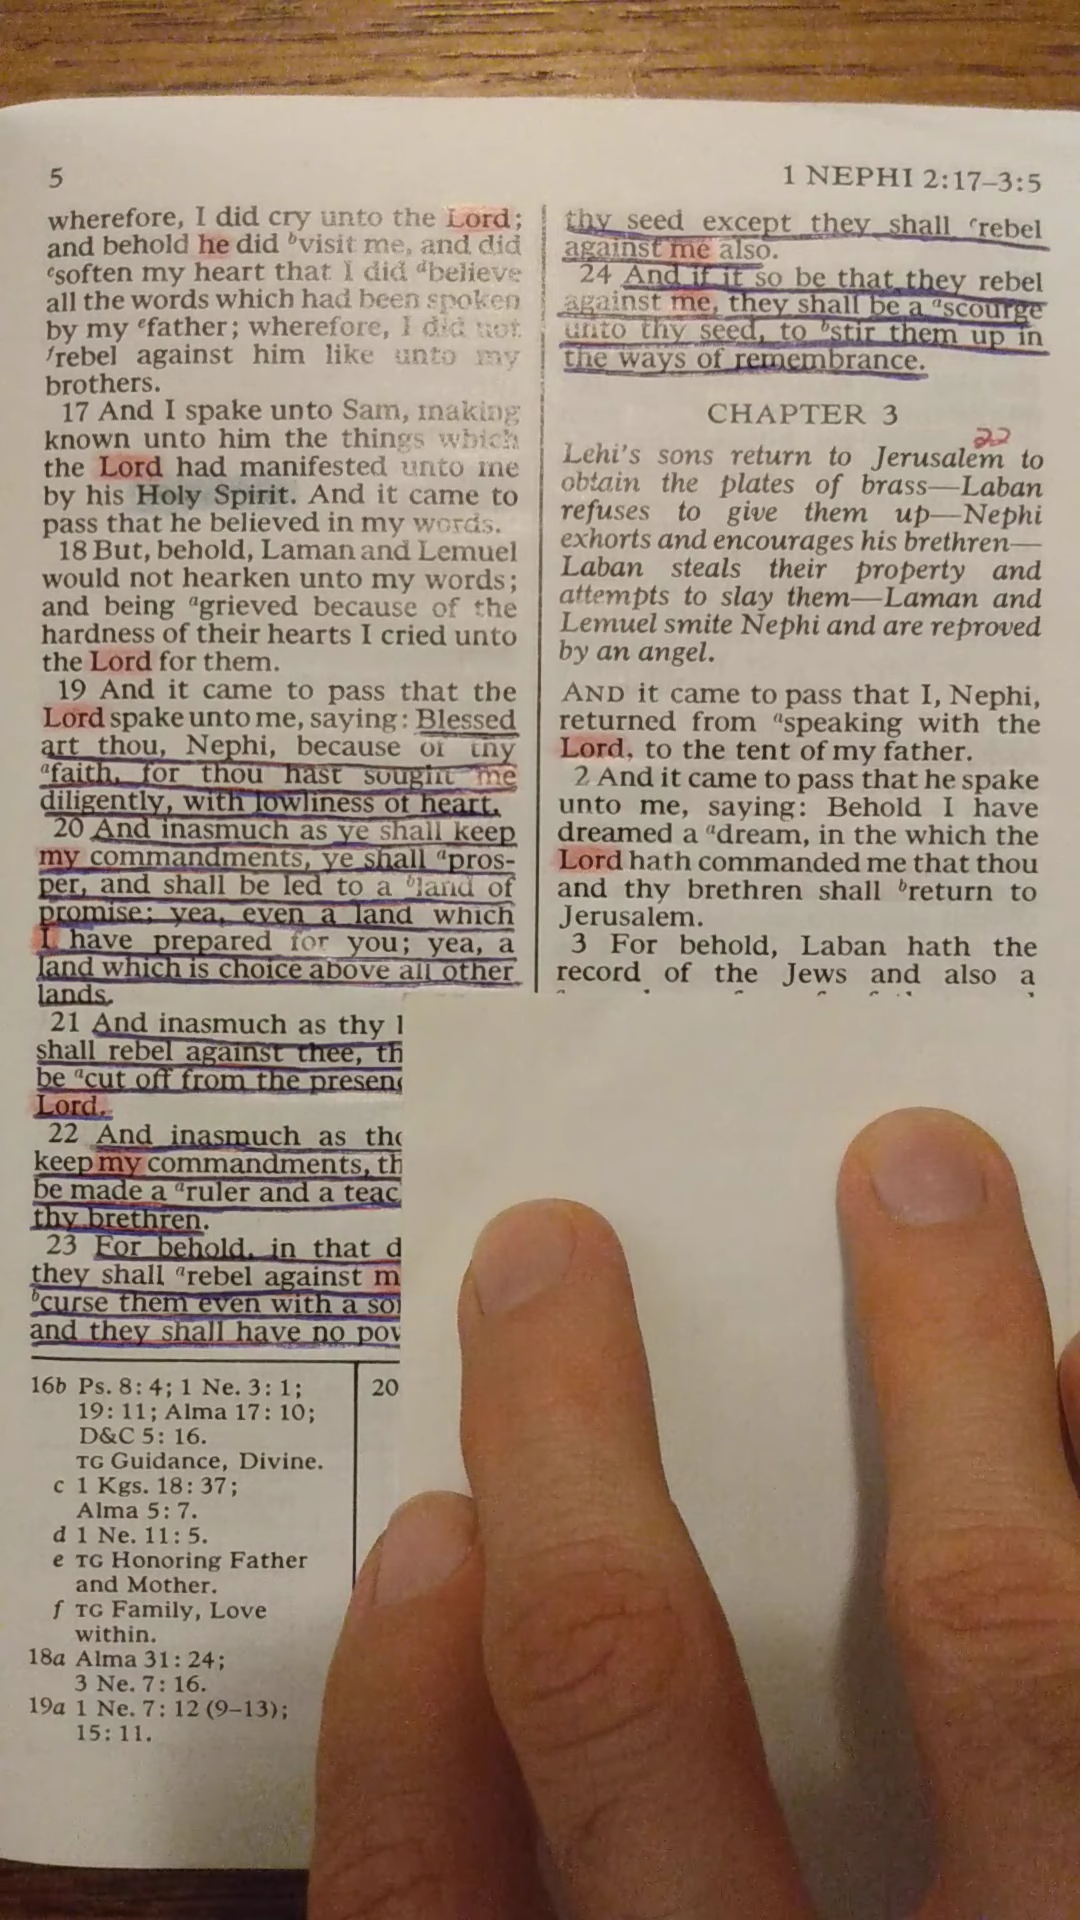 5
1 NEPHI 2:17–3:5
wherefore, I did cry unto the Lord;
and behold he did bvisit me, and did
csoften my heart that I did dbelieve
all the words which had been spoken
by my efather; wherefore, I did not
frebel against him like unto my
brothers.
17 And I spake unto Sam, making
known unto him the things which
the Lord had manifested unto me
by his Holy Spirit. And it came to
pass that he believed in my words.
18 But, behold, Laman and Lemuel
would not hearken unto my words;
and being agrieved because of the
hardness of their hearts I cried unto
the Lord for them.
19 And it came to pass that the
Lord spake unto me, saying: Blessed
art thou, Nephi, because of thy
afaith, for thou hast sought me
diligently, with lowliness of heart.
20 And inasmuch as ye shall keep
my commandments, ye shall apros-
per, and shall be led to a bland of
promise; yea, even a land which
I have prepared for you; yea, a
land which is choice above all other
lands.
21 And inasmuch as thy
shall rebel against thee,
be acut off from the
Lord.
22 And inasmuch as
keep my commandments,
be made a aruler and a
thy brethren.
23 For behold, in that
they shall arebel against
bcurse them even with a
and they shall have no
16b Ps. 8: 4; 1 Ne. 3: 1;
19: 11; Alma 17: 10;
D&C 5: 16.
TG Guidance, Divine.
c 1 Kgs. 18: 37;
Alma 5: 7.
d 1 Ne. 11: 5.
e TG Honoring Father
and Mother.
f TG Family, Love
within.
18a Alma 31: 24;
3 Ne. 7: 16.
19a 1 Ne. 7: 12 (9–13);
15: 11.
20
thy seed except they shall crebel
against me also.
24 And if it so be that they rebel
against me, they shall be a ascourge
unto thy seed, to bstir them up in
the ways of remembrance.
CHAPTER 3
22
Lehi's sons return to Jerusalem to
obtain the plates of brass—Laban
refuses to give them up—Nephi
exhorts and encourages his brethren—
Laban steals their property and
attempts to slay them—Laman and
Lemuel smite Nephi and are reproved
by an angel.
AND it came to pass that I, Nephi,
returned from aspeaking with the
Lord, to the tent of my father.
2 And it came to pass that he spake
unto me, saying: Behold I have
dreamed a adream, in the which the
Lord hath commanded me that thou
and thy brethren shall breturn to
Jerusalem.
3 For behold, Laban hath the
record of the Jews and also a